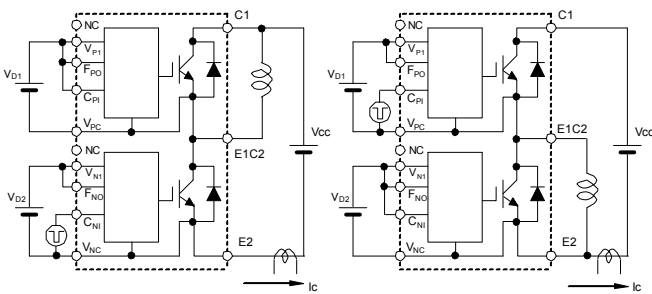 NC
V_P1
F_PO
C_PI
V_PC
V_D1
C1
E1C2
Vcc
NC
V_N1
F_NO
C_NI
V_NC
V_D2
E2
Ic
NC
V_P1
F_PO
C_PI
V_PC
V_D1
C1
E1C2
Vcc
NC
V_N1
F_NO
C_NI
V_NC
V_D2
E2
Ic